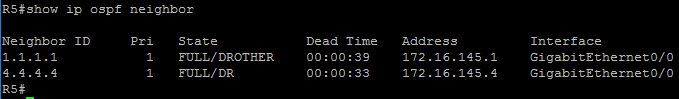 R5#show ip ospf neighbor
Neighbor ID     Pri   State           Dead Time   Address         Interface
1.1.1.1           1   FULL/DROTHER    00:00:39    172.16.145.1    GigabitEthernet0/0
4.4.4.4           1   FULL/DR         00:00:33    172.16.145.4    GigabitEthernet0/0
R5#